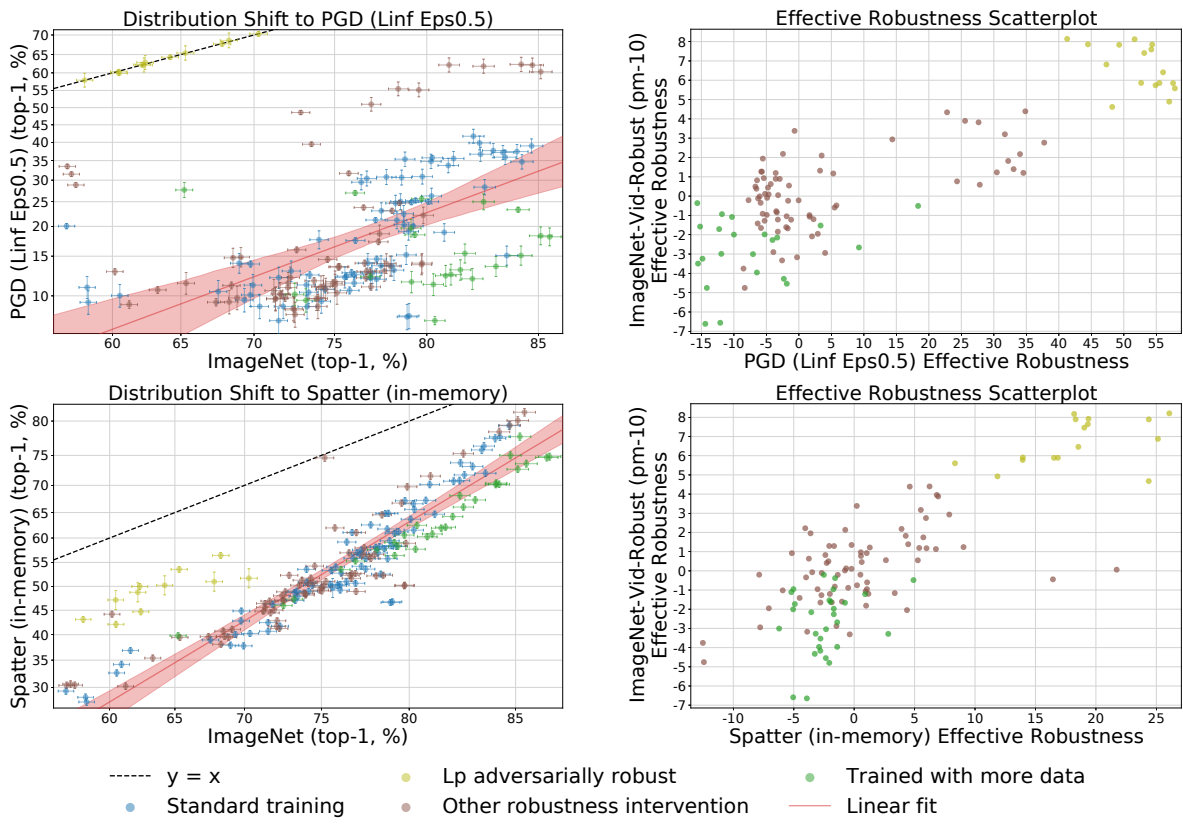 Distribution Shift to PGD (Linf Eps0.5)
PGD (Linf Eps0.5) (top-1, %)
70
65
60
55
50
45
40
35
30
25
20
15
10
60 65 70 75 80 85
ImageNet (top-1, %)
Effective Robustness Scatterplot
ImageNet-Vid-Robust (pm-10)
Effective Robustness
8
7
6
5
4
3
2
1
0
-1
-2
-3
-4
-5
-6
-7
-15 -10 -5 0 5 10 15 20 25 30 35 40 45 50 55
PGD (Linf Eps0.5) Effective Robustness
Distribution Shift to Spatter (in-memory)
Spatter (in-memory) (top-1, %)
80
75
70
65
60
55
50
45
40
35
30
60 65 70 75 80 85
ImageNet (top-1, %)
Effective Robustness Scatterplot
ImageNet-Vid-Robust (pm-10)
Effective Robustness
8
7
6
5
4
3
2
1
0
-1
-2
-3
-4
-5
-6
-7
-10 -5 0 5 10 15 20 25
Spatter (in-memory) Effective Robustness
y = x
Lp adversarially robust
Trained with more data
Standard training
Other robustness intervention
Linear fit